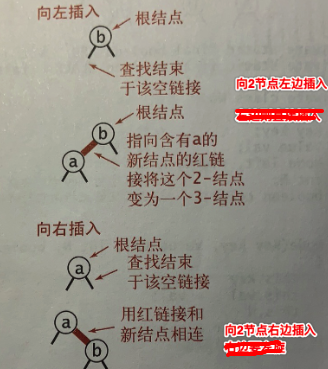 向左插入
根结点
b
查找结束
于该空链接
向2节点左边插入
根结点
b
a
指向含有a的
新结点的红链
接将这个2-结点
变为一个3-结点
向右插入
根结点
a
查找结束
于该空链接
a
用红链接和
新结点相连
b
向2节点右边插入